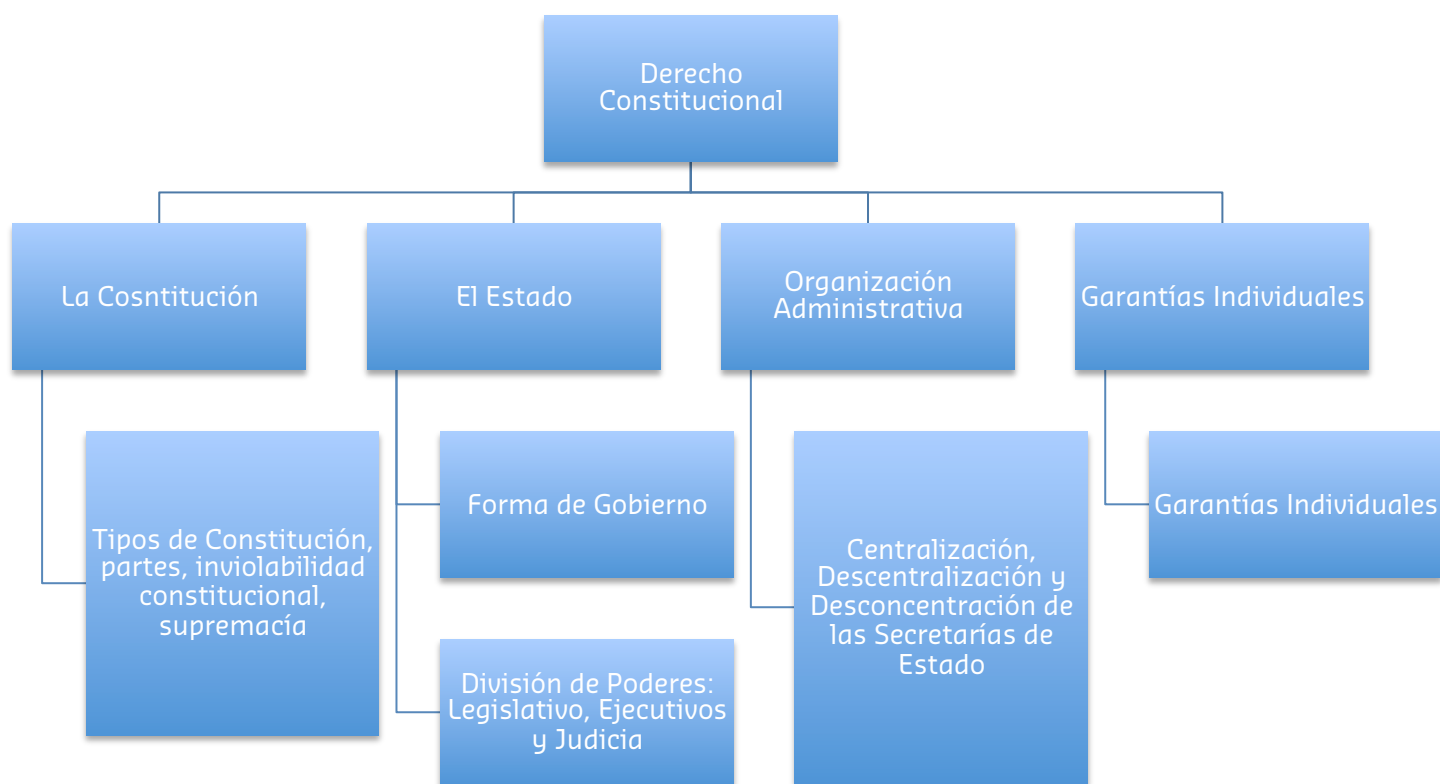 Derecho
Constitucional
La Cosntitución
El Estado
Organización
Administrativa
Garantías Individuales
Tipos de Constitución,
partes, inviolabilidad
constitucional,
supremacía
Forma de Gobierno
División de Poderes:
Legislativo, Ejecutivos
y Judicia
Centralización,
Descentralización y
Desconcentración de
las Secretarías de
Estado
Garantías Individuales